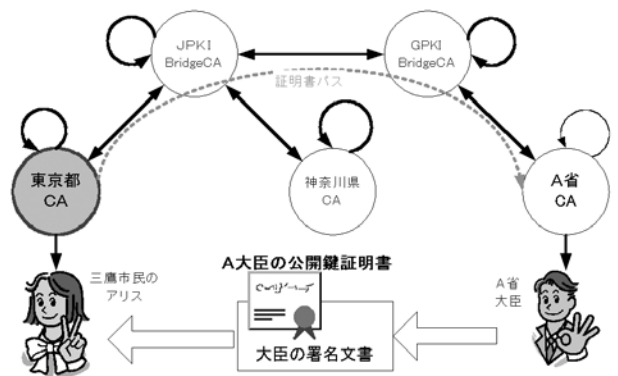 JPKI
BridgeCA
GPKI
BridgeCA
証明書パス
東京都
CA
神奈川県
CA
A省
CA
三鷹市民の
アリス
A大臣の公開鍵証明書
A省
大臣
大臣の署名文書